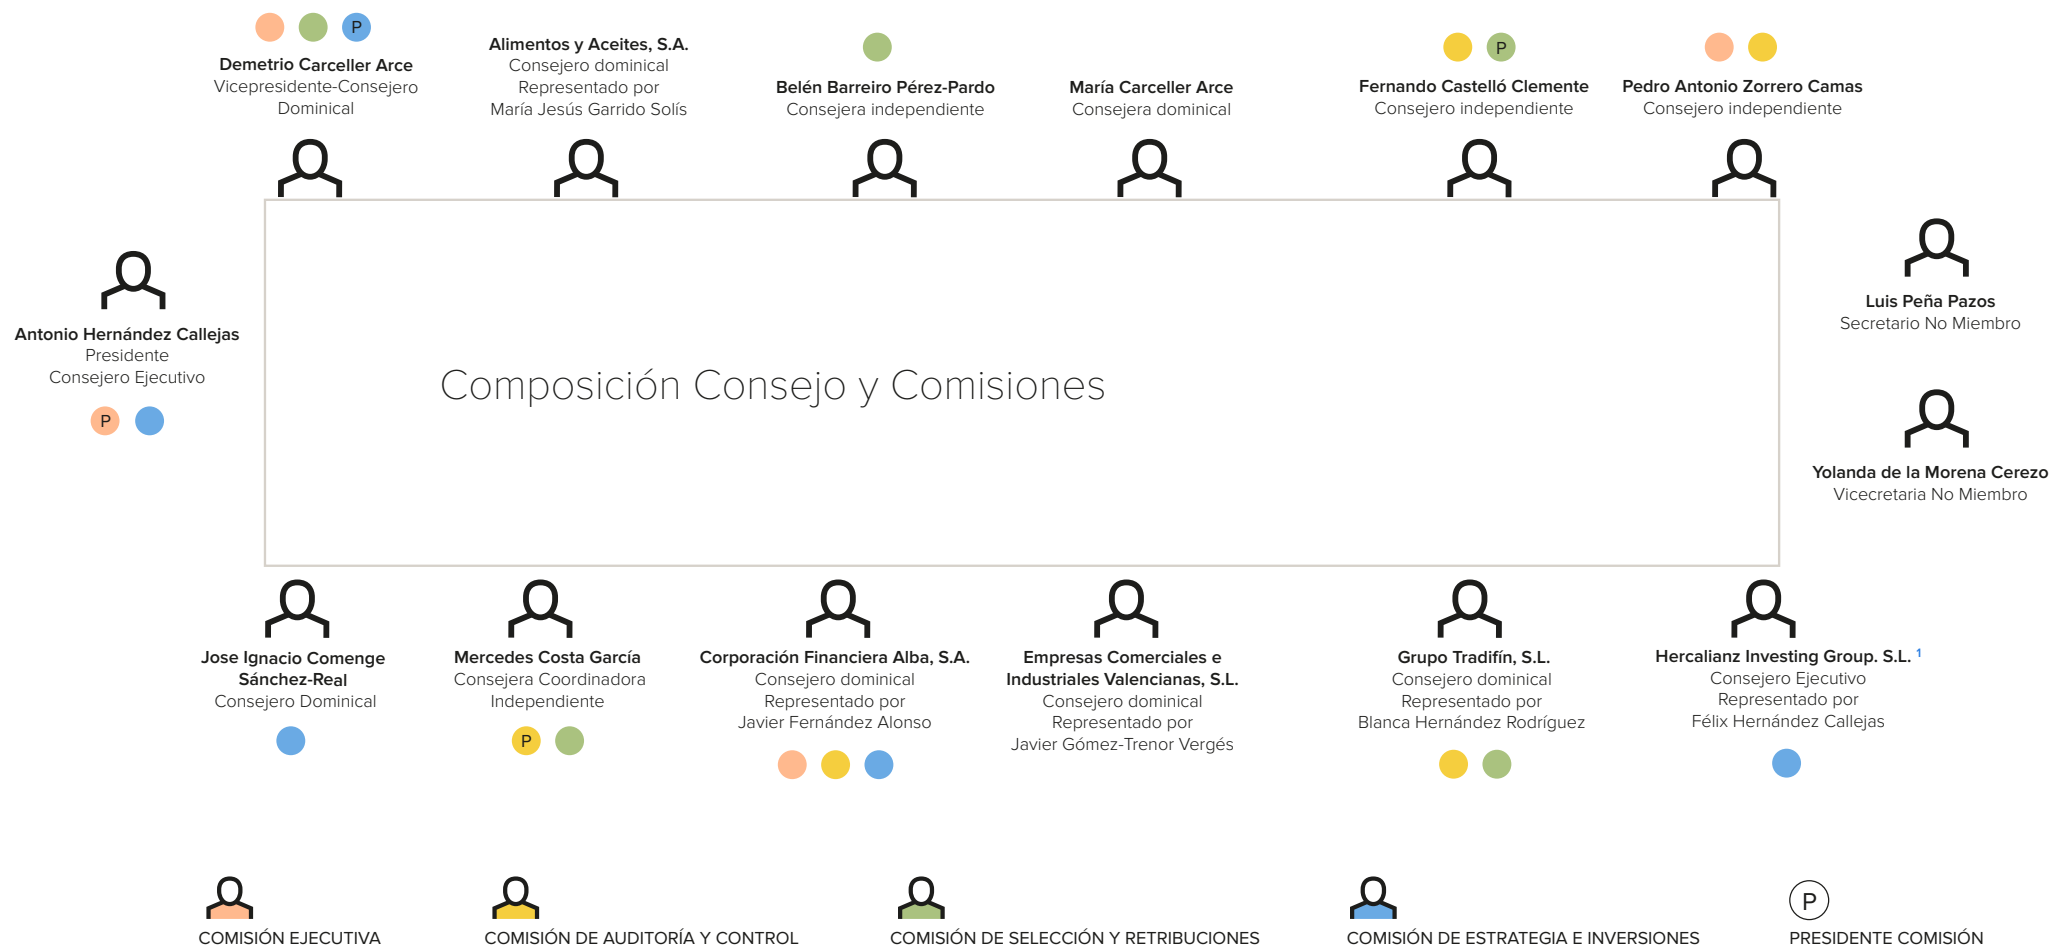 P
Demetrio Carceller Arce
Vicepresidente-Consejero
Dominical
Alimentos y Aceites, S.A.
Consejero dominical
Representado por
María Jesús Garrido Solís
Belén Barreiro Pérez-Pardo
Consejera independiente
María Carceller Arce
Consejera dominical
P
Fernando Castelló Clemente
Consejero independiente
Pedro Antonio Zorrero Camas
Consejero independiente
Antonio Hernández Callejas
Presidente
Consejero Ejecutivo
P
Composición Consejo y Comisiones
Luis Peña Pazos
Secretario No Miembro
Yolanda de la Morena Cerezo
Vicecretaria No Miembro
Jose Ignacio Comenge
Sánchez-Real
Consejero Dominical
Mercedes Costa García
Consejera Coordinadora
Independiente
P
Corporación Financiera Alba, S.A.
Consejero dominical
Representado por
Javier Fernández Alonso
Empresas Comerciales e
Industriales Valencianas, S.L.
Consejero dominical
Representado por
Javier Gómez-Trenor Vergés
Grupo Tradifín, S.L.
Consejero dominical
Representado por
Blanca Hernández Rodríguez
Hercalianz Investing Group. S.L. 1
Consejero Ejecutivo
Representado por
Félix Hernández Callejas
COMISIÓN EJECUTIVA
COMISIÓN DE AUDITORÍA Y CONTROL
COMISIÓN DE SELECCIÓN Y RETRIBUCIONES
COMISIÓN DE ESTRATEGIA E INVERSIONES
P
PRESIDENTE COMISIÓN